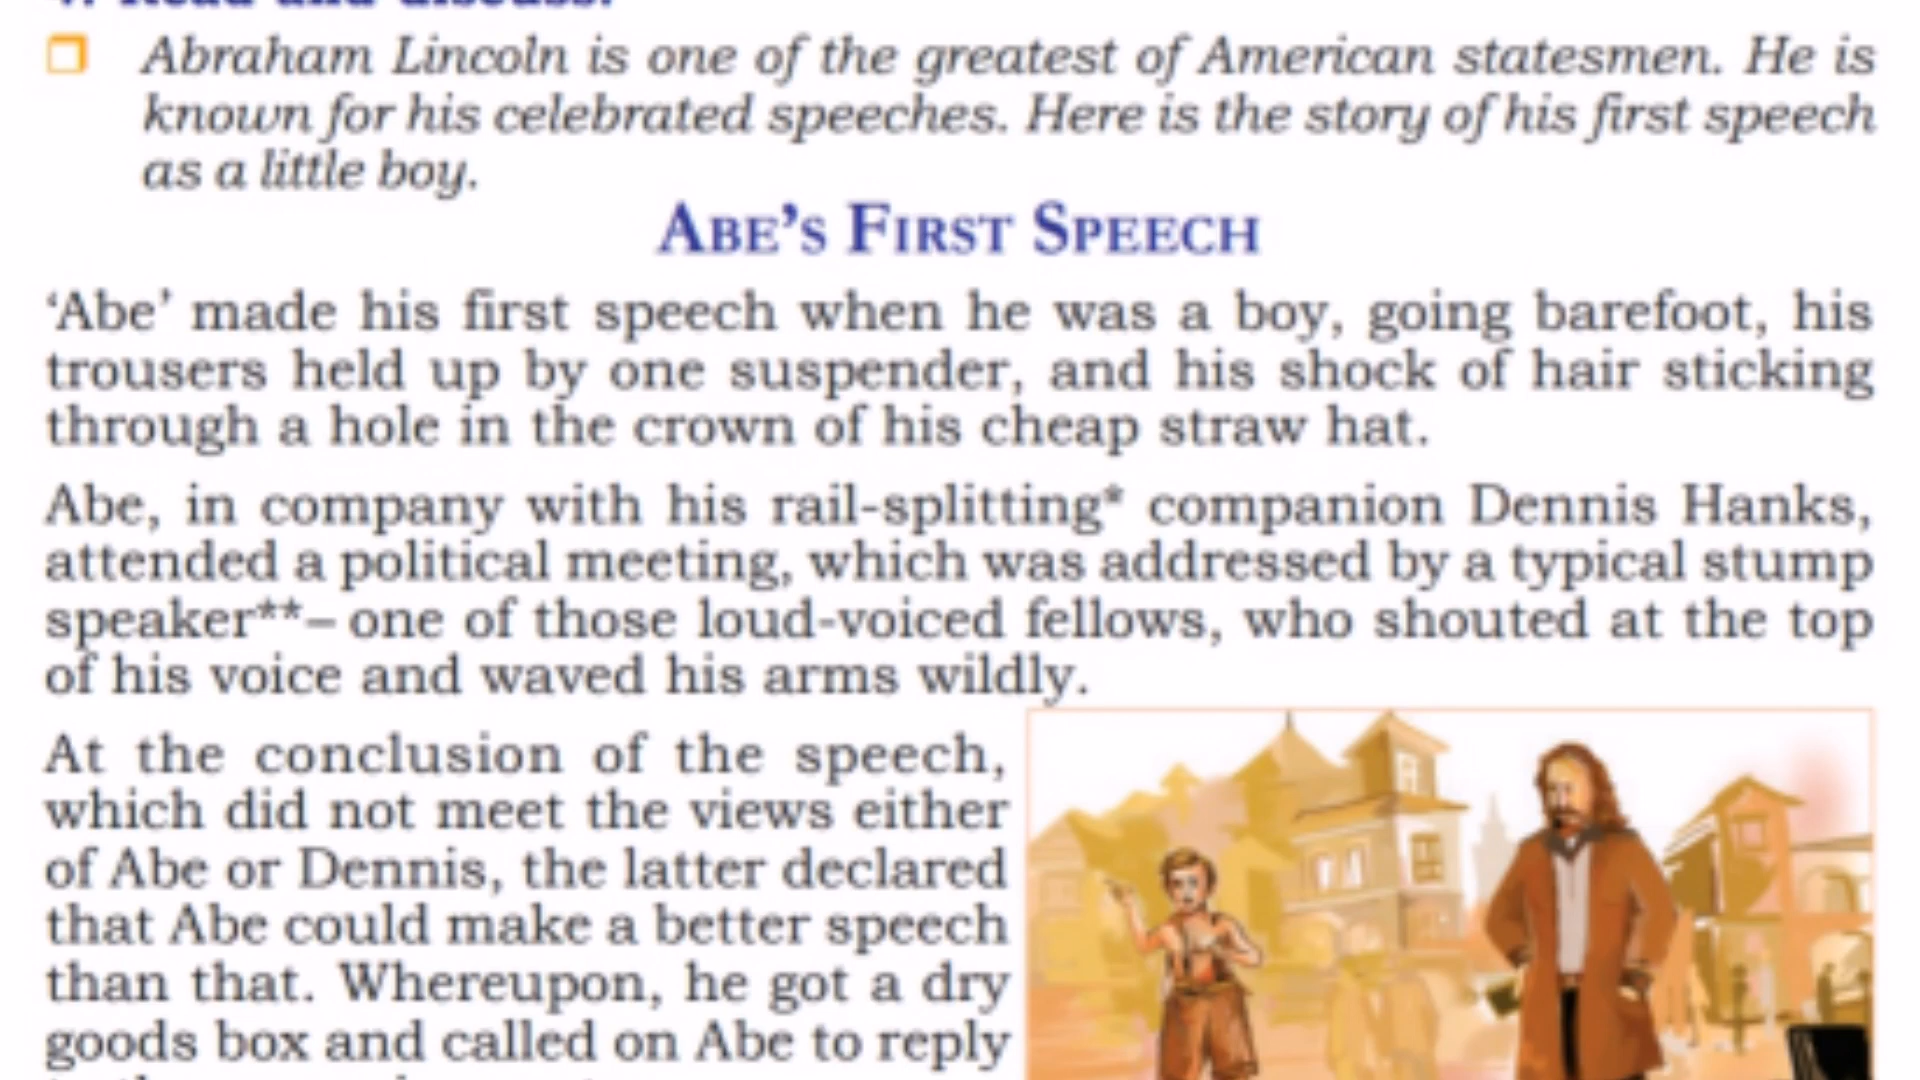 4. Read and discuss.
Abraham Lincoln is one of the greatest of American statesmen. He is
known for his celebrated speeches. Here is the story of his first speech
as a little boy.
ABE'S FIRST SPEECH
‘Abe’ made his first speech when he was a boy, going barefoot, his
trousers held up by one suspender, and his shock of hair sticking
through a hole in the crown of his cheap straw hat.
Abe, in company with his rail-splitting* companion Dennis Hanks,
attended a political meeting, which was addressed by a typical stump
speaker**– one of those loud-voiced fellows, who shouted at the top
of his voice and waved his arms wildly.
At the conclusion of the speech,
which did not meet the views either
of Abe or Dennis, the latter declared
that Abe could make a better speech
than that. Whereupon, he got a dry
goods box and called on Abe to reply